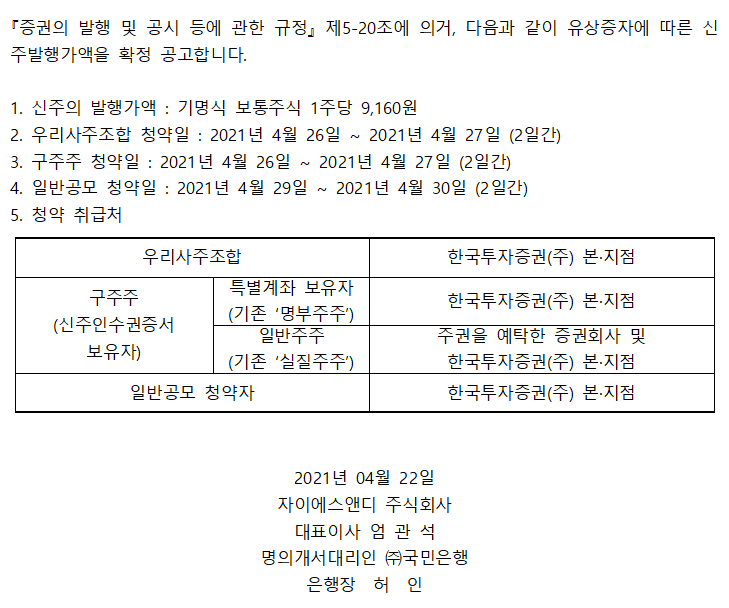 『증권의 발행 및 공시 등에 관한 규정』 제5-20조에 의거, 다음과 같이 유상증자에 따른 신
주발행가액을 확정 공고합니다.
1. 신주의 발행가액 : 기명식 보통주식 1주당 9,160원
2. 우리사주조합 청약일 : 2021년 4월 26일 ~ 2021년 4월 27일 (2일간)
3. 구주주 청약일 : 2021년 4월 26일 ~ 2021년 4월 27일 (2일간)
4. 일반공모 청약일 : 2021년 4월 29일 ~ 2021년 4월 30일 (2일간)
5. 청약 취급처
우리사주조합 한국투자증권(주) 본·지점
구주주
(신주인수권증서
보유자)
특별계좌 보유자
(기존 ‘명부주주’)
한국투자증권(주) 본·지점
일반주주
(기존 ‘실질주주’)
주권을 예탁한 증권회사 및
한국투자증권(주) 본·지점
일반공모 청약자 한국투자증권(주) 본·지점
2021년 04월 22일
자이에스앤디 주식회사
대표이사 엄 관 석
명의개서대리인 ㈜국민은행
은행장 허 인